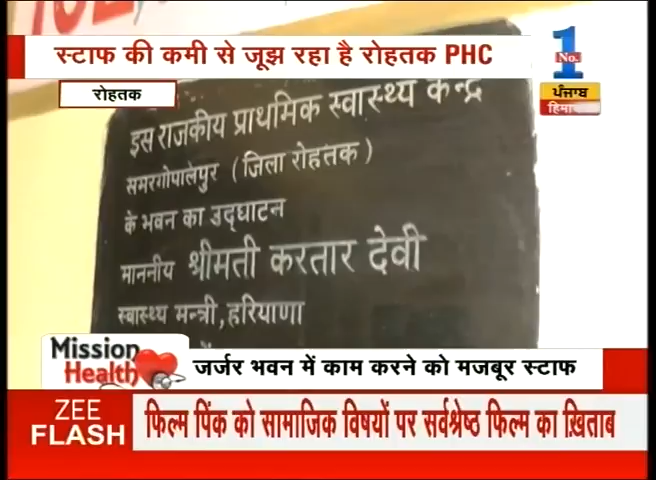 स्टाफ की कमी से जूझ रहा है रोहतक PHC
No. 1
ਪੰਜਾਬ
रोहतक
इस राजकीय प्राथमिक स्वास्थ्य केन्द्र
समरगोपालपुर (जिला रोहतक)
के भवन का उद्घाटन
माननीय श्रीमती करतार देवी
स्वास्थ्य मन्त्री, हरियाणा
Mission Health
जर्जर भवन में काम करने को मजबूर स्टाफ
ZEE FLASH
फिल्म पिंक को सामाजिक विषयों पर सर्वश्रेष्ठ फिल्म का ख़िताब